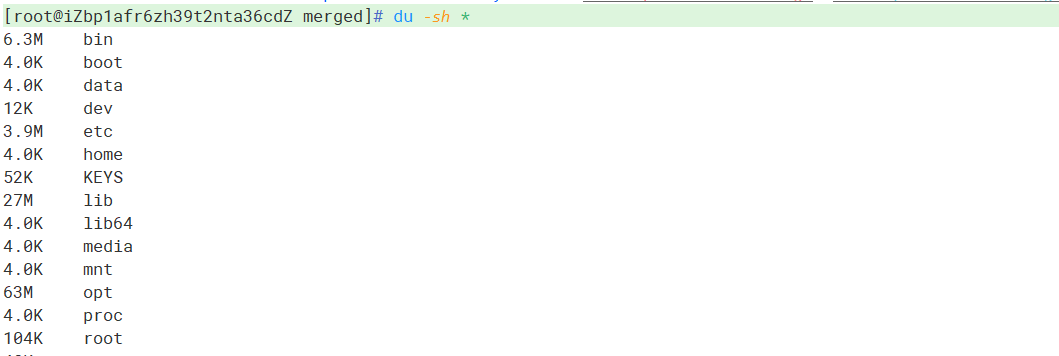 [root@iZbp1afr6zh39t2nta36cdZ merged]# du -sh *
6.3M bin
4.0K boot
4.0K data
12K dev
3.9M etc
4.0K home
52K KEYS
27M lib
4.0K lib64
4.0K media
4.0K mnt
63M opt
4.0K proc
104K root